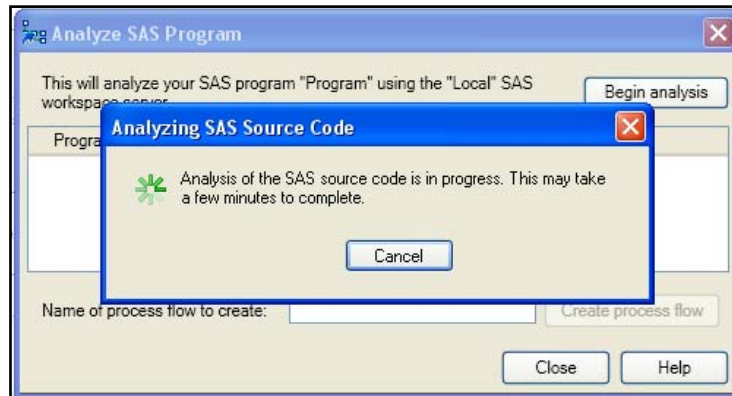 Analyze SAS Program
This will analyze your SAS program "Program" using the "Local" SAS
Begin analysis
Analyzing SAS Source Code
Analysis of the SAS source code is in progress. This may take
a few minutes to complete.
Cancel
Name of process flow to create:
Create process flow
Close
Help